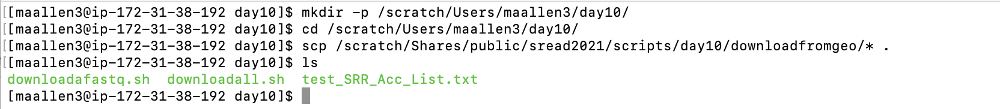 [[maallen3@ip-172-31-38-192 day10]$ mkdir -p /scratch/Users/maallen3/day10/
[[maallen3@ip-172-31-38-192 day10]$ cd /scratch/Users/maallen3/day10/
[[maallen3@ip-172-31-38-192 day10]$ scp /scratch/Shares/public/sread2021/scripts/day10/downloadfromgeo/* .
[[maallen3@ip-172-31-38-192 day10]$ ls
downloadafastq.sh  downloadall.sh  test_SRR_Acc_List.txt
[maallen3@ip-172-31-38-192 day10]$